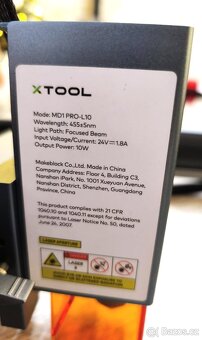 XTOOL
Mode: MD1 PRO-L10
Wavelength: 455±5nm
Light Path: Focused Beam
Input Voltage/Current: 24V⎓1.8A
Output Power: 10W
Makeblock Co.,Ltd. Made in China
Company Address: Floor 4, Building C3,
Nanshan iPark, No. 1001 Xueyuan Avenue,
Nanshan District, Shenzhen, Guangdong
Province, China
This product complies with 21 CFR
1040.10 and 1040.11 except for deviations
pursuant to Laser Notice No. 50, dated
June 24, 2007.
LASER APERTURE
LASER
© Bazos.cz